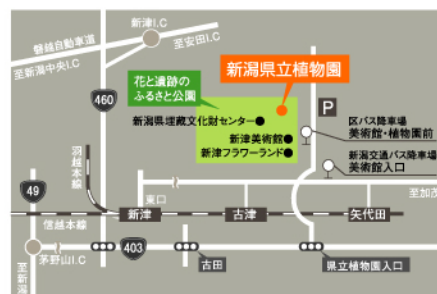 新津I.C
磐越自動車道
至安田I.C
至新潟中央I.C
460
花と遺跡の
ふるさと公園
新潟県立植物園
新潟県埋蔵文化財センター
P
区バス降車場
美術館・植物園前
新津美術館
新津フラワーランド
新潟交通バス降車場
美術館入口
羽越本線
49
東口
至加茂
信越本線
新津
古津
矢代田
403
茅野山I.C
古田
県立植物園入口
至新潟